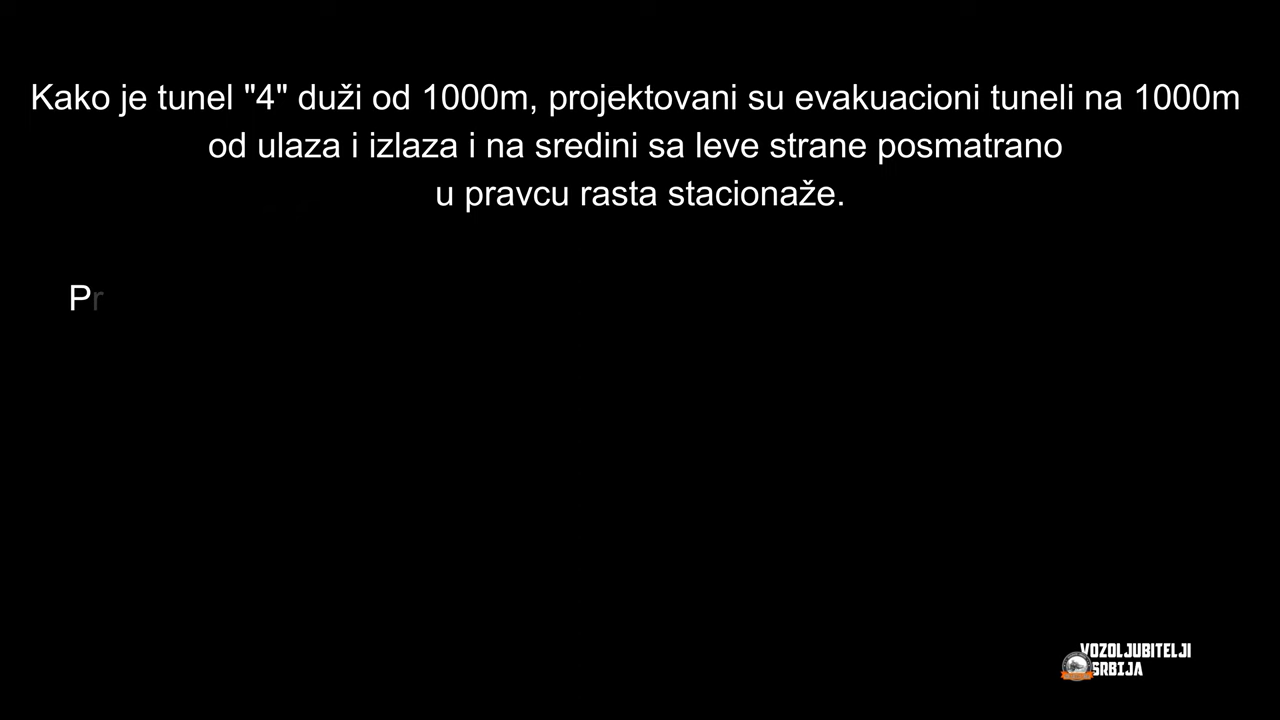 Kako je tunel "4" duži od 1000m, projektovani su evakuacioni tuneli na 1000m
od ulaza i izlaza i na sredini sa leve strane posmatrano
u pravcu rasta stacionaže.
Pr
VOZOLJUBITELJI
SRBIJA